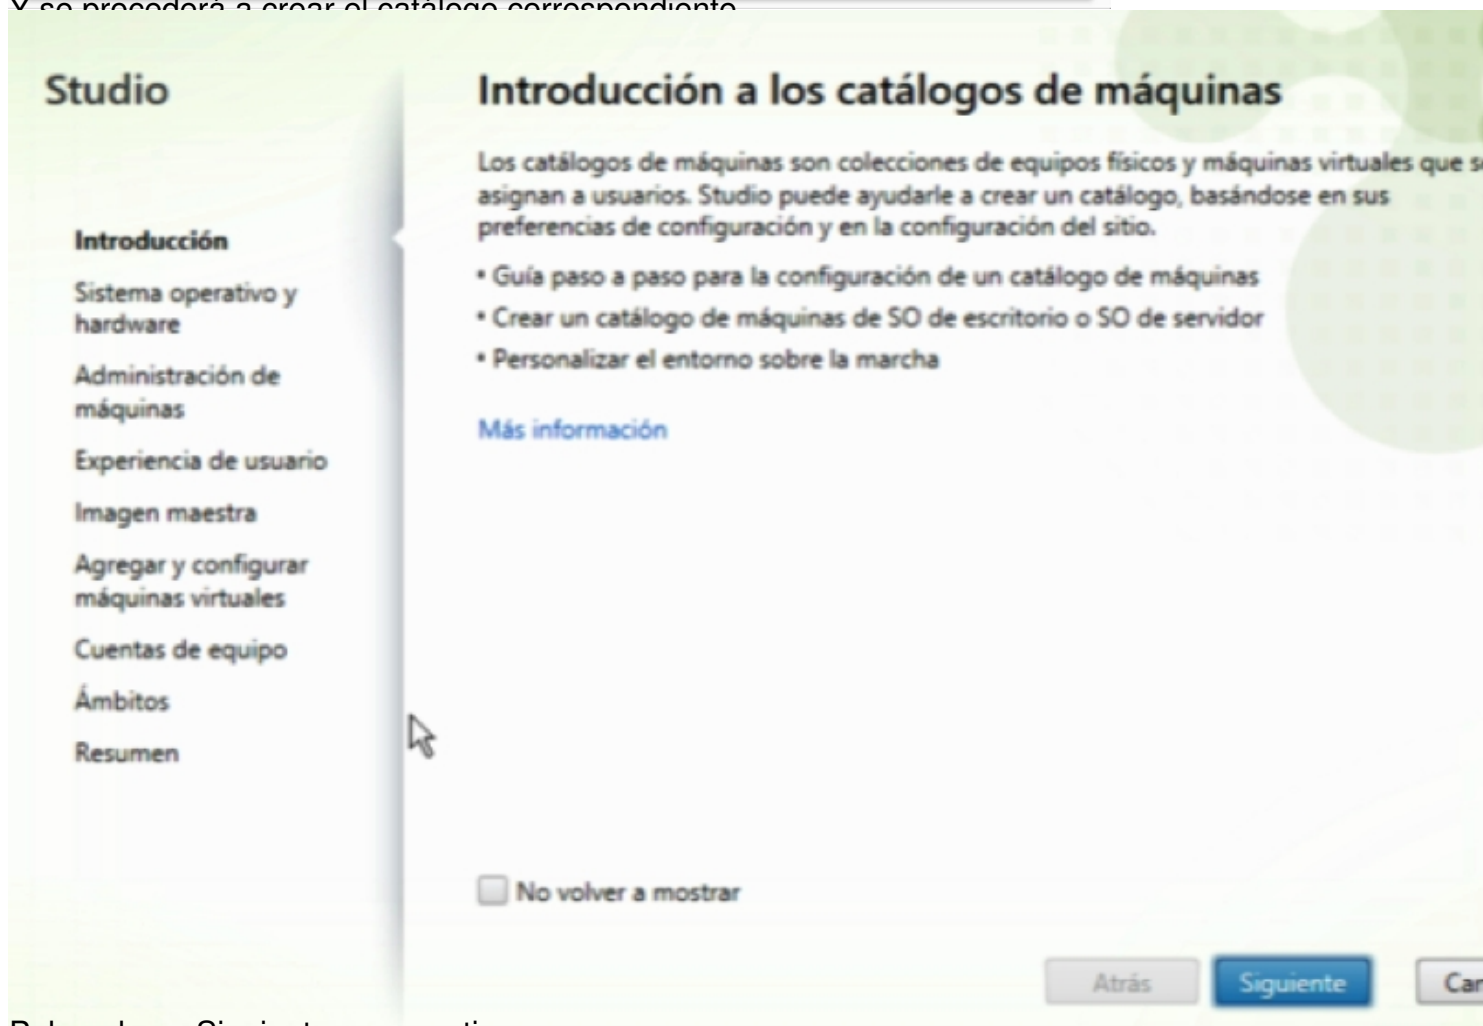 Y se procederá a crear el catálogo correspondiente
Studio
Introducción
Sistema operativo y
hardware
Administración de
máquinas
Experiencia de usuario
Imagen maestra
Agregar y configurar
máquinas virtuales
Cuentas de equipo
Ámbitos
Resumen
Introducción a los catálogos de máquinas
Los catálogos de máquinas son colecciones de equipos físicos y máquinas virtuales que
asignan a usuarios. Studio puede ayudarle a crear un catálogo, basándose en sus
preferencias de configuración y en la configuración del sitio.
• Guía paso a paso para la configuración de un catálogo de máquinas
• Crear un catálogo de máquinas de SO de escritorio o SO de servidor
• Personalizar el entorno sobre la marcha
Más información
No volver a mostrar
Atrás
Siguiente